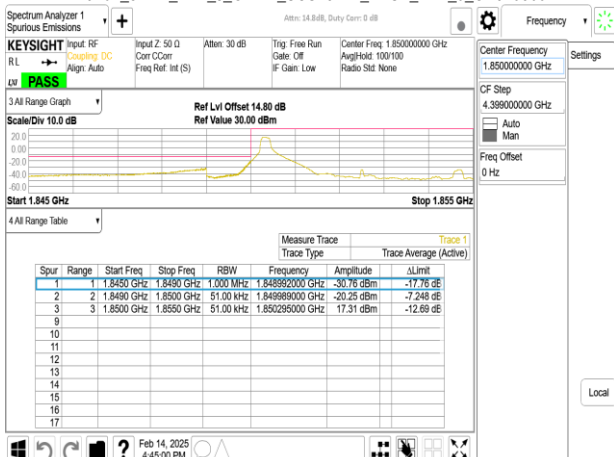 Spectrum Analyzer 1
Spurious Emissions
+
Attn: 14.8dB, Duty Corr: 0 dB
Frequency
KEYSIGHT
RL
LXI PASS
Input: RF
Coupling: DC
Align: Auto
Input Z: 50 Ω
Corr CCorr
Freq Ref: Int (S)
Atten: 30 dB
Trig: Free Run
Gate: Off
IF Gain: Low
Center Freq: 1.850000000 GHz
Avg|Hold: 100/100
Radio Std: None
Center Frequency
1.850000000 GHz
Settings
CF Step
4.399000000 GHz
Auto
Man
Freq Offset
0 Hz
3 All Range Graph
Scale/Div 10.0 dB
Ref Lvl Offset 14.80 dB
Ref Value 30.00 dBm
20.0
0.00
-20.0
-40.0
-60.0
Start 1.845 GHz
Stop 1.855 GHz
4 All Range Table
Measure Trace Trace 1
Trace Type Trace Average (Active)
Spur Range Start Freq Stop Freq RBW Frequency Amplitude ΔLimit
1 1 1.8450 GHz 1.8490 GHz 1.000 MHz 1.848992000 GHz -30.76 dBm -17.76 dB
2 2 1.8490 GHz 1.8500 GHz 51.00 kHz 1.849989000 GHz -20.25 dBm -7.248 dB
3 3 1.8500 GHz 1.8550 GHz 51.00 kHz 1.850295000 GHz 17.31 dBm -12.69 dB
9
10
11
12
13
14
15
16
17
Local
?
Feb 14, 2025
4:45:00 PM